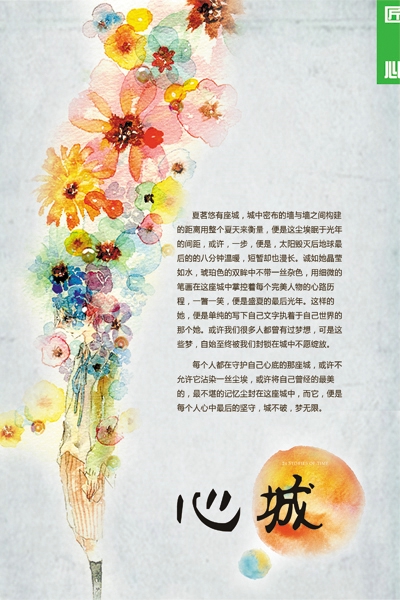 匠
心
夏茗悠有座城，城中密布的墙与墙之间构建
的距离用整个夏天来衡量，便是这尘埃眠于光年
的间距，或许，一步，便是，太阳毁灭后地球最
后的的八分钟温暖，短暂却也漫长。诚如她晶莹
如水，琥珀色的双眸中不带一丝杂色，用细微的
笔画在这座城中掌控着每个完美人物的心路历
程，一颦一笑，便是盛夏的最后光年。这样的
她，便是单纯的写下自己文字执着于自己世界的
那个她。或许我们很多人都曾有过梦想，可是这
些梦，自始至终被我们封锁在城中不愿绽放。
每个人都在守护自己心底的那座城，或许不
允许它沾染一丝尘埃，或许将自己曾经的最美
的，最不堪的记忆尘封在这座城中，而它，便是
每个人心中最后的坚守，城不破，梦无限。
心城